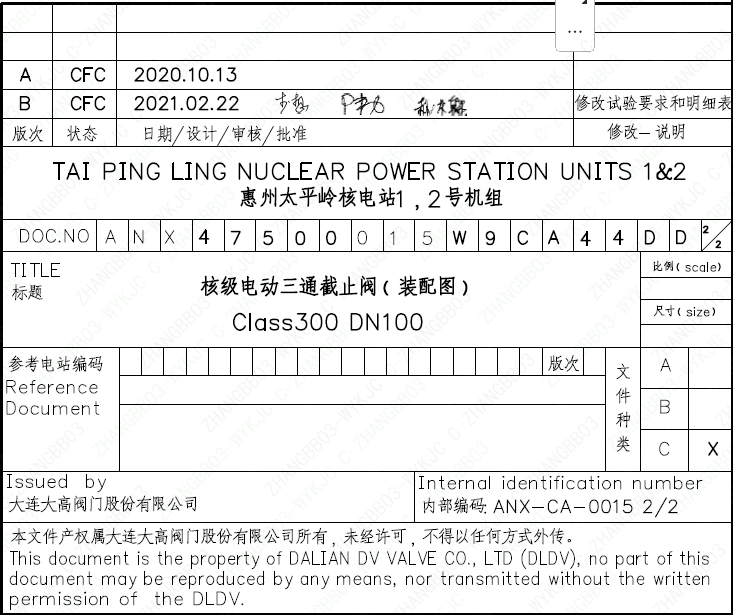 A CFC 2020.10.13
B CFC 2021.02.22 修改试验要求和明细表
版次 状态 日期/设计/审核/批准 修改-说明
TAI PING LING NUCLEAR POWER STATION UNITS 1&2
惠州太平岭核电站1,2号机组
DOC.NO A N X 4 7 5 0 0 0 1 5 W 9 C A 4 4 D D 2/2
TITLE 比例(scale)
标题
核级电动三通截止阀(装配图)
尺寸(size)
Class300 DN100
参考电站编码 版次 文件种类 A
Reference
Document B
C X
Issued by Internal identification number
大连大高阀门股份有限公司 内部编码: ANX-CA-0015 2/2
本文件产权属大连大高阀门股份有限公司所有,未经许可,不得以任何方式外传。
This document is the property of DALIAN DV VALVE CO., LTD (DLDV), no part of this
document may be reproduced by any means, nor transmitted without the written
permission of the DLDV.